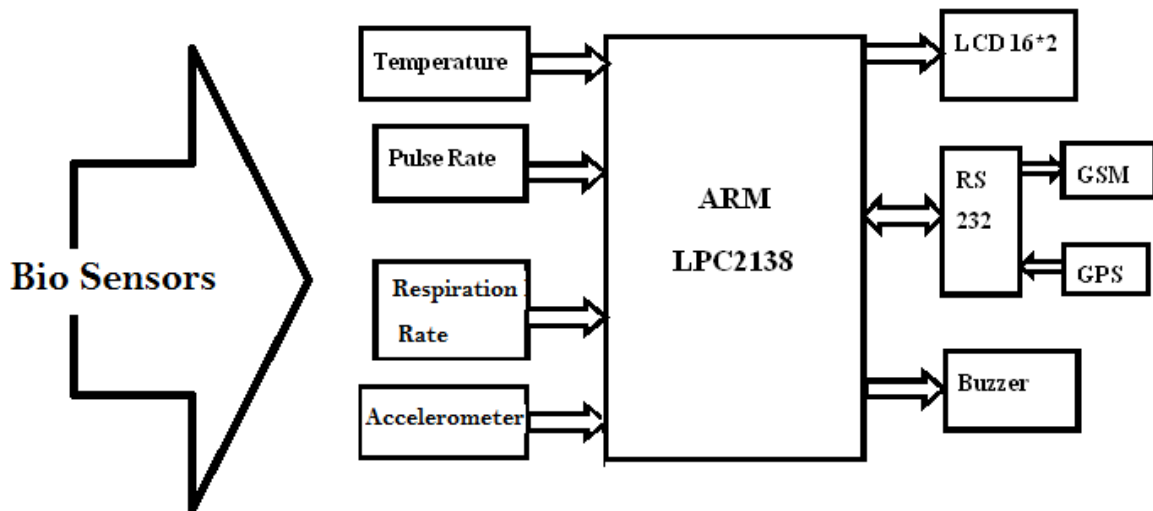 Bio Sensors
Temperature
Pulse Rate
Respiration
Rate
Accelerometer
ARM
LPC2138
LCD 16*2
RS
232
GSM
GPS
Buzzer